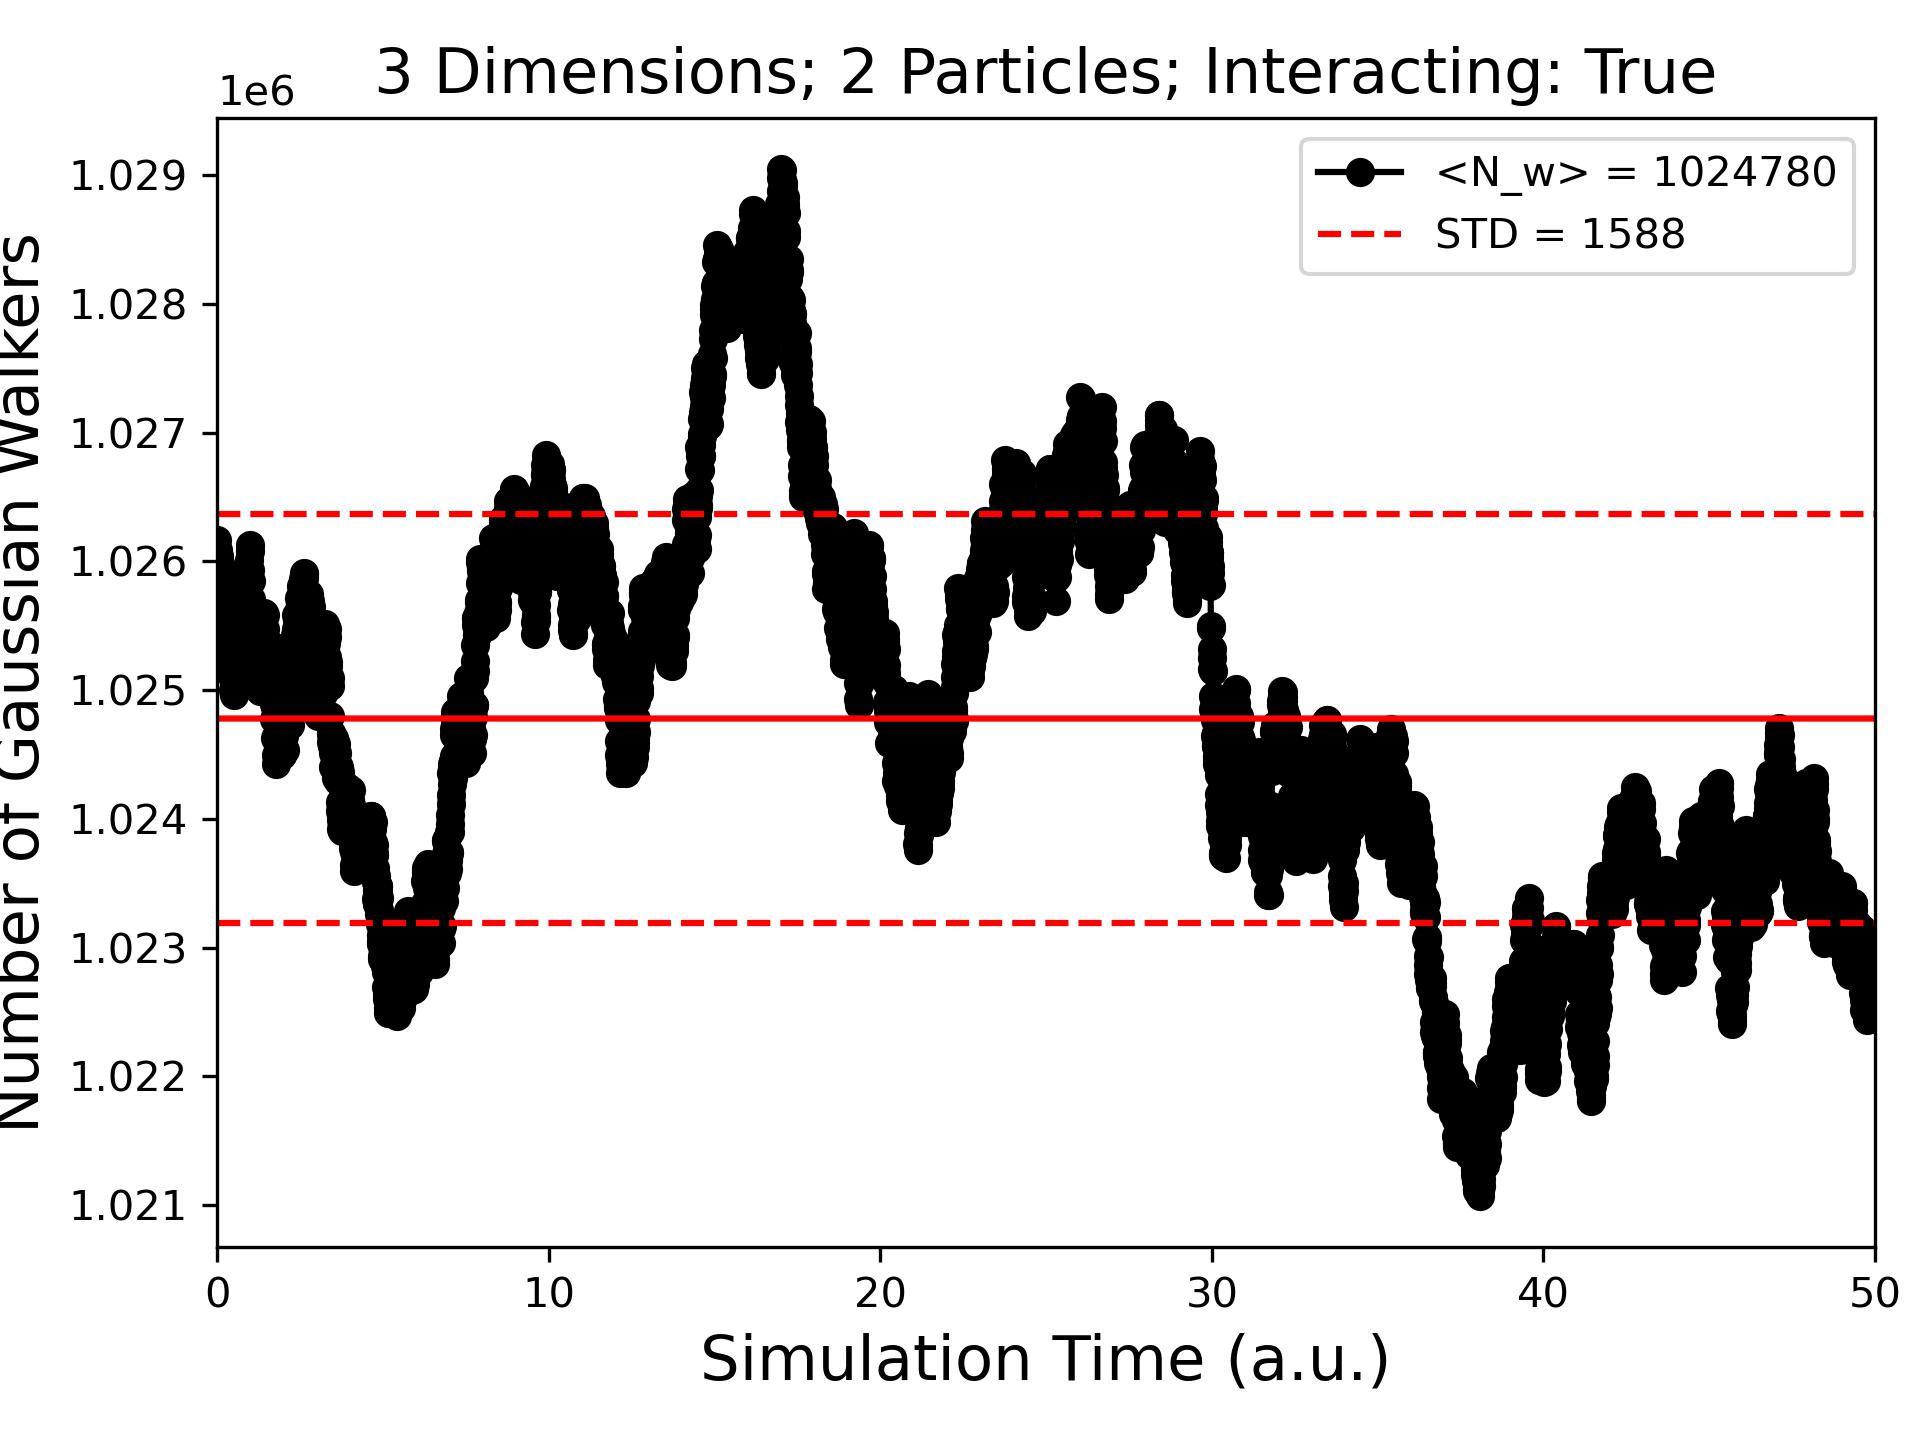 3 Dimensions; 2 Particles; Interacting: True
1e6
<N_w> = 1024780
STD = 1588
Number of Gaussian Walkers
1.029
1.028
1.027
1.026
1.025
1.024
1.023
1.022
1.021
0 10 20 30 40 50
Simulation Time (a.u.)